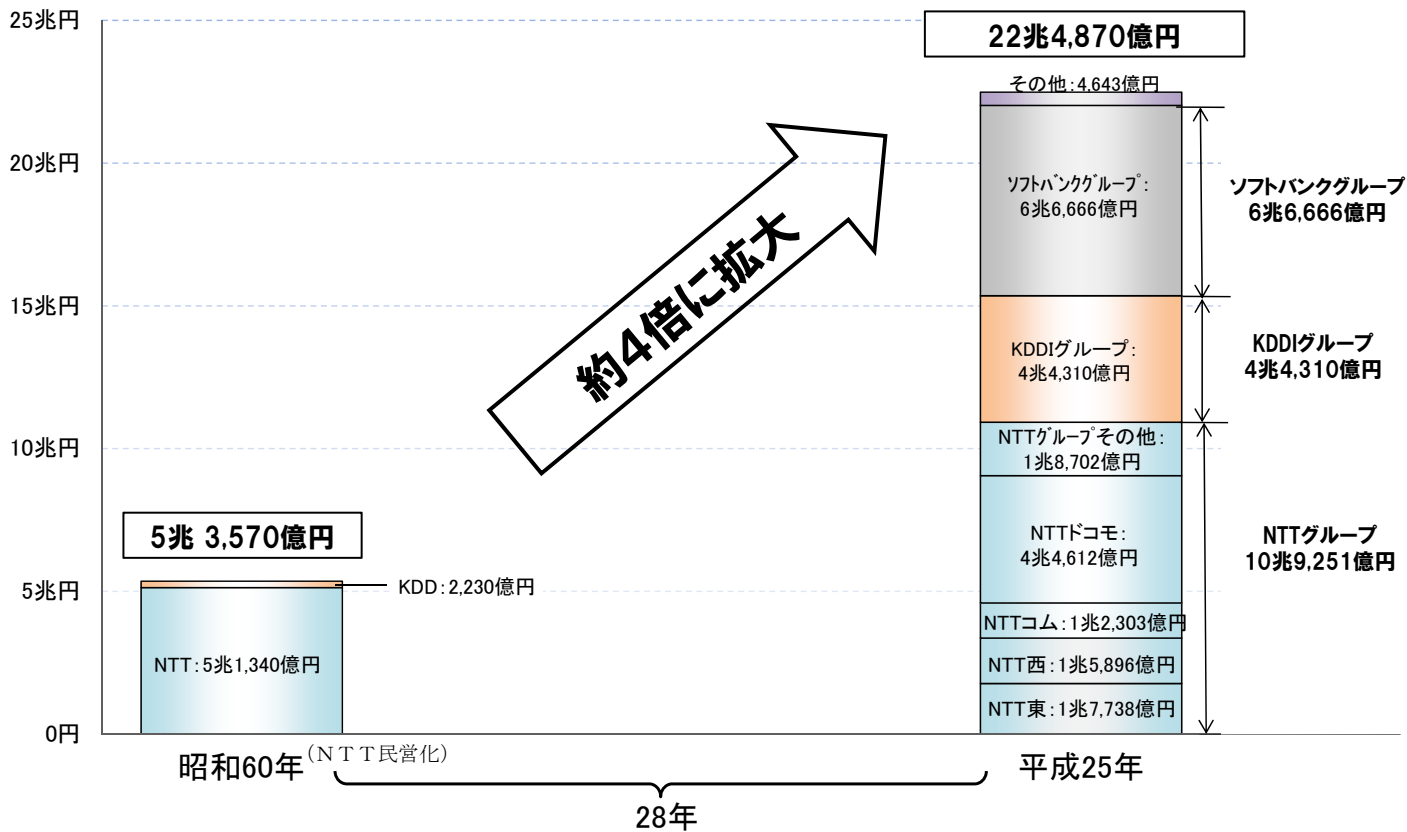 25兆円
20兆円
15兆円
10兆円
5兆円
0円
5兆 3,570億円
KDD:2,230億円
NTT:5兆1,340億円
昭和60年
(NTT民営化)
28年
約4倍に拡大
22兆4,870億円
その他:4,643億円
ソフトバンクグループ:
6兆6,666億円
KDDIグループ:
4兆4,310億円
NTTグループその他:
1兆8,702億円
NTTドコモ:
4兆4,612億円
NTTコム:1兆2,303億円
NTT西:1兆5,896億円
NTT東:1兆7,738億円
平成25年
ソフトバンクグループ
6兆6,666億円
KDDIグループ
4兆4,310億円
NTTグループ
10兆9,251億円